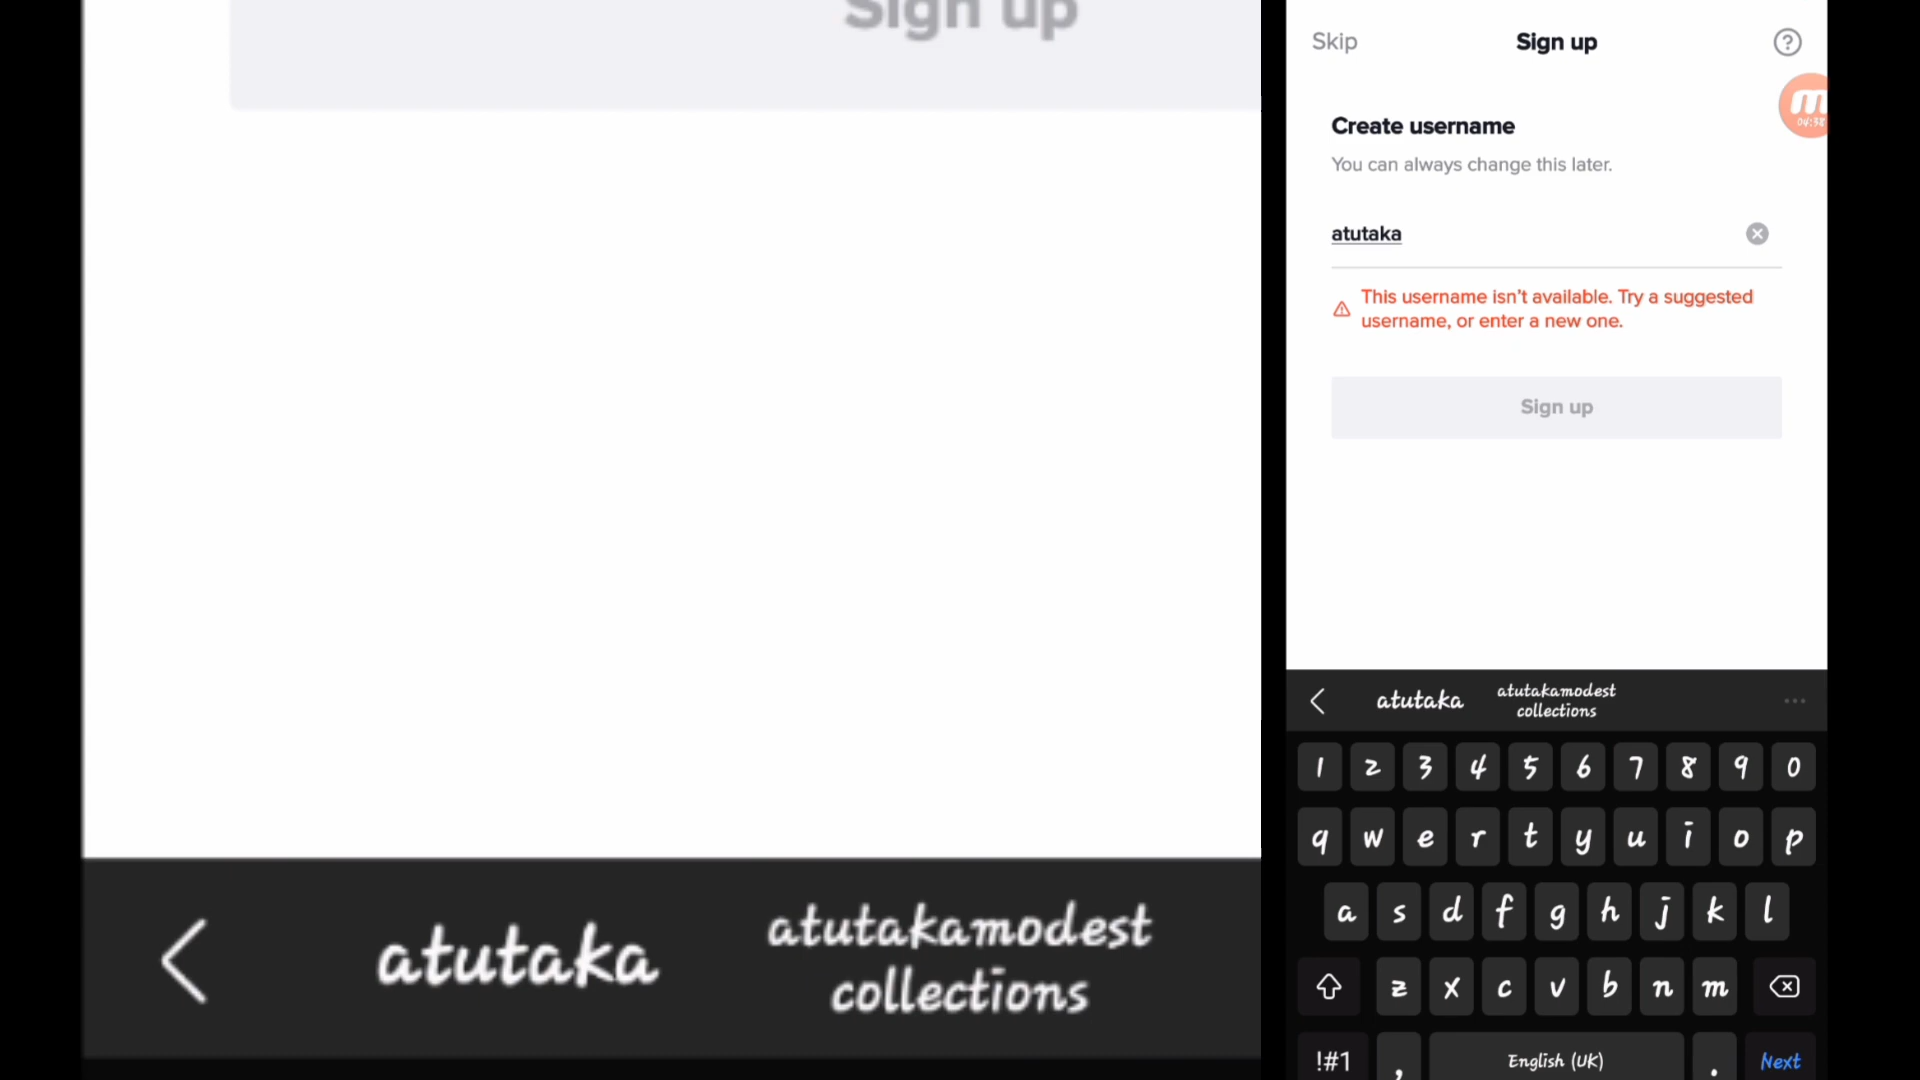 Sign up
atutaka
atutakamodest
collections
Skip
Sign up
?
04:38
Create username
You can always change this later.
atutaka
This username isn't available. Try a suggested
username, or enter a new one.
Sign up
atutaka
atutakamodest
collections
1 2 3 4 5 6 7 8 9 0
q w e r t y u i o p
a s d f g h j k l
z x c v b n m
!#1 , English (UK) . Next